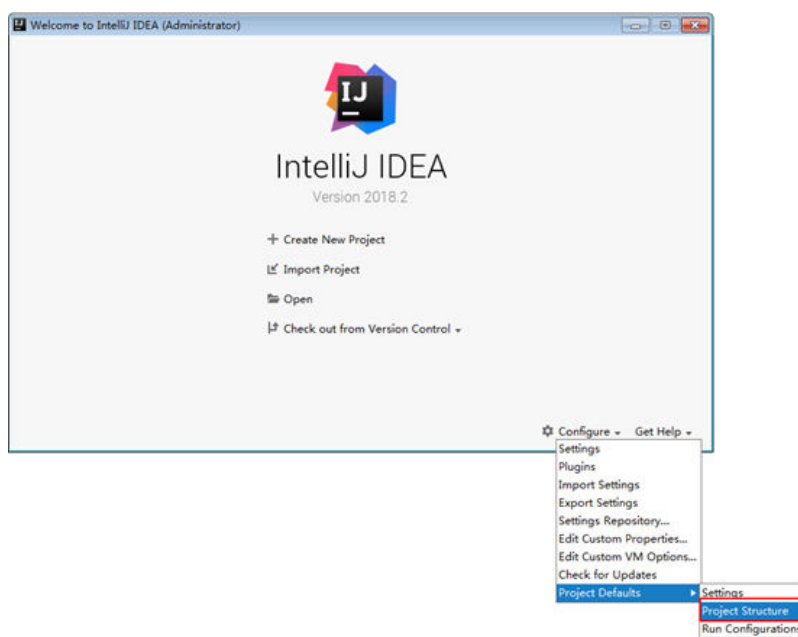 Welcome to IntelliJ IDEA (Administrator)
IJ
IntelliJ IDEA
Version 2018.2
Create New Project
Import Project
Open
Check out from Version Control
Configure Get Help
Settings
Plugins
Import Settings
Export Settings
Settings Repository...
Edit Custom Properties...
Edit Custom VM Options...
Check for Updates
Project Defaults Settings
Project Structure
Run Configurations